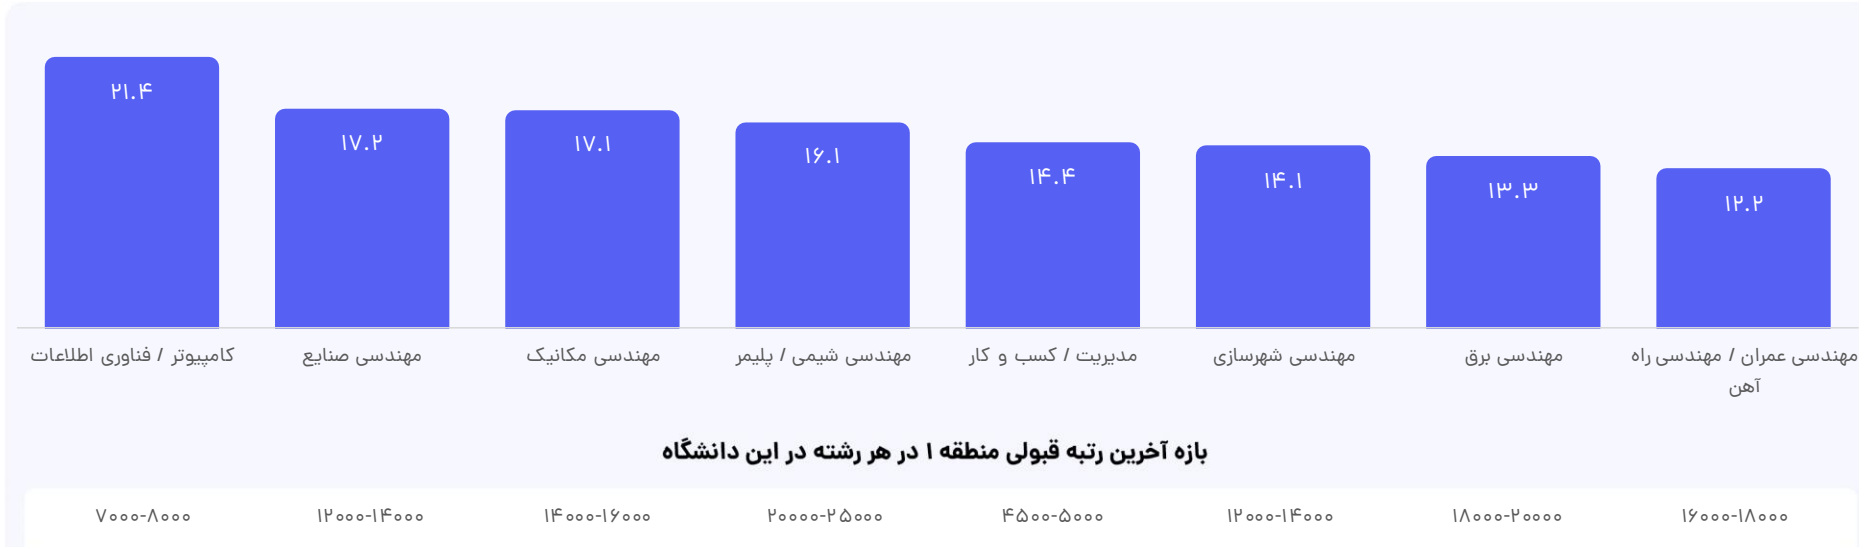 ۲۱.۴
۱۷.۲
۱۷.۱
۱۶.۱
۱۴.۴
۱۴.۱
۱۳.۳
۱۲.۲
کامپیوتر / فناوری اطلاعات
مهندسی صنایع
مهندسی مکانیک
مهندسی شیمی / پلیمر
مدیریت / کسب و کار
مهندسی شهرسازی
مهندسی برق
مهندسی عمران / مهندسی راه
آهن
بازه آخرین رتبه قبولی منطقه ۱ در هر رشته در این دانشگاه
۷۰۰۰-۸۰۰۰
۱۲۰۰۰-۱۴۰۰۰
۱۴۰۰۰-۱۶۰۰۰
۲۰۰۰۰-۲۵۰۰۰
۴۵۰۰-۵۰۰۰
۱۲۰۰۰-۱۴۰۰۰
۱۸۰۰۰-۲۰۰۰۰
۱۶۰۰۰-۱۸۰۰۰